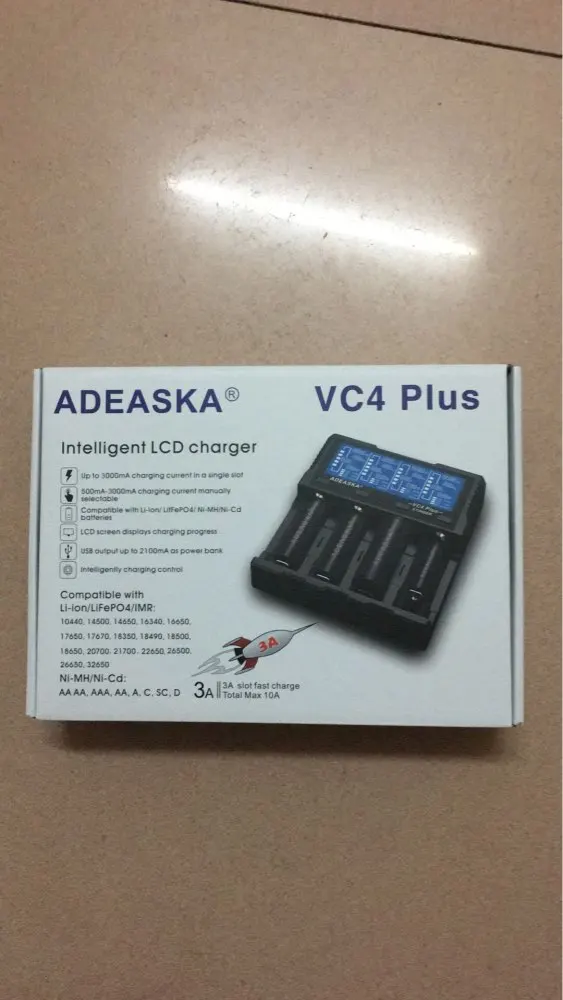 ADEASKA®
VC4 Plus
Intelligent LCD charger
Up to 3000mA charging current in a single slot
500mA-3000mA charging current manually
selectable
Compatible with Li-ion/ LiFePO4/ Ni-MH/Ni-Cd
batteries
LCD screen displays charging progress
USB output up to 2100mA as power bank
Intelligently charging control
Compatible with
Li-ion/LiFePO4/IMR:
10440, 14500, 14650, 16340, 16650,
17650, 17670, 18350, 18490, 18500,
18650, 20700, 21700, 22650, 26500,
26650, 32650
Ni-MH/Ni-Cd:
AAAA, AAA, AA, A, C, SC, D
ADEASKA®
VC4 Plus
3A
3A
3A slot fast charge
Total Max 10A